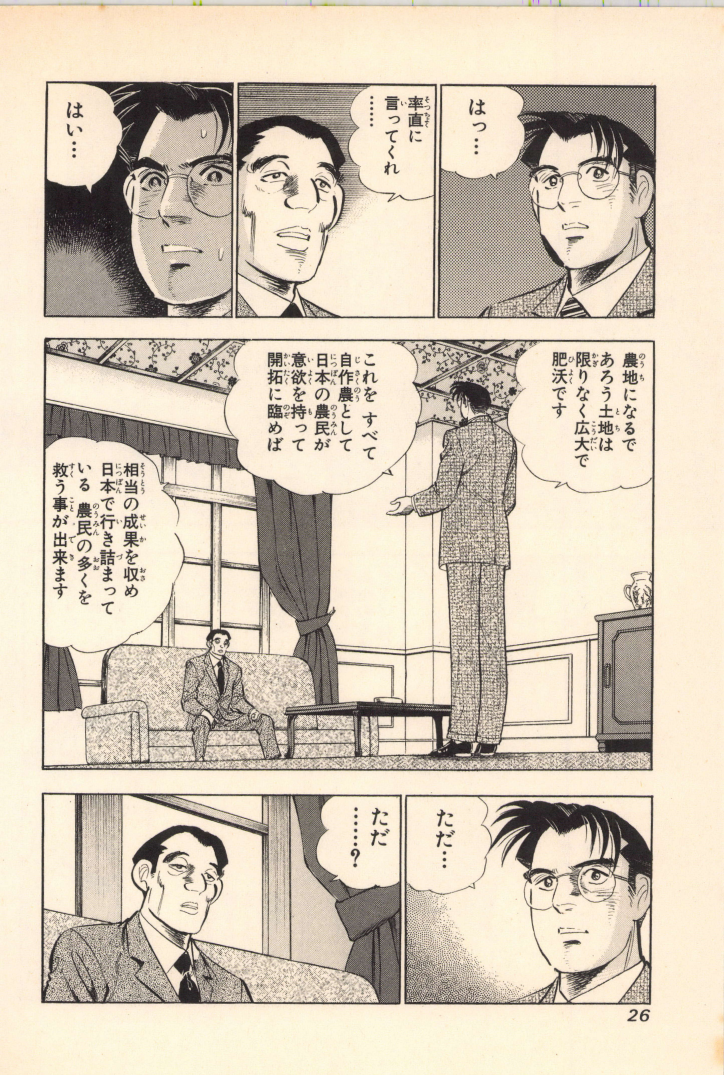 はっ…
率直に
言ってくれ
……
はい…
農地になるで
あろう土地は
限りなく広大で
肥沃です
これを すべて
自作農として
日本の農民が
意欲を持って
開拓に臨めば
相当の成果を収め
日本で行き詰まって
いる 農民の多くを
救う事が出来ます
ただ…
ただ
……?
26